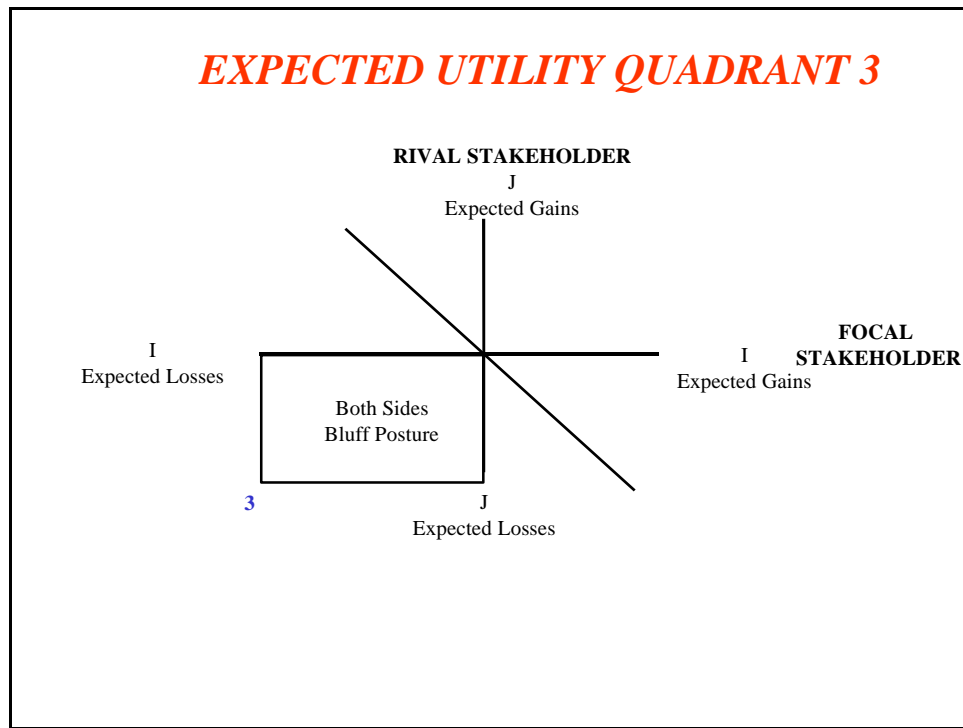 EXPECTED UTILITY QUADRANT 3
RIVAL STAKEHOLDER
J
Expected Gains
I
Expected Losses
I
Expected Gains
FOCAL
STAKEHOLDER
Both Sides
Bluff Posture
3
J
Expected Losses